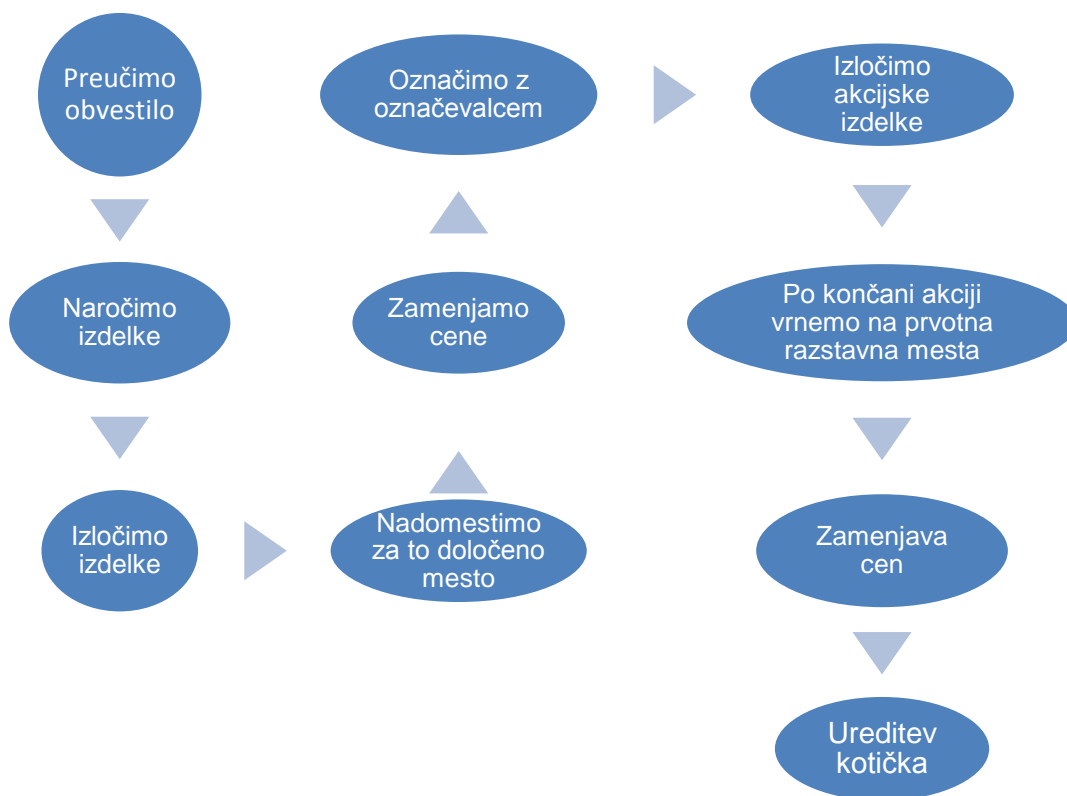 Preučimo
obvestilo
Naročimo
izdelke
Izločimo
izdelke
Nadomestimo
za to določeno
mesto
Zamenjamo
cene
Označimo z
označevalcem
Izločimo
akcijske
izdelke
Po končani akciji
vrnemo na prvotna
razstavna mesta
Zamenjava
cen
Ureditev
kotička